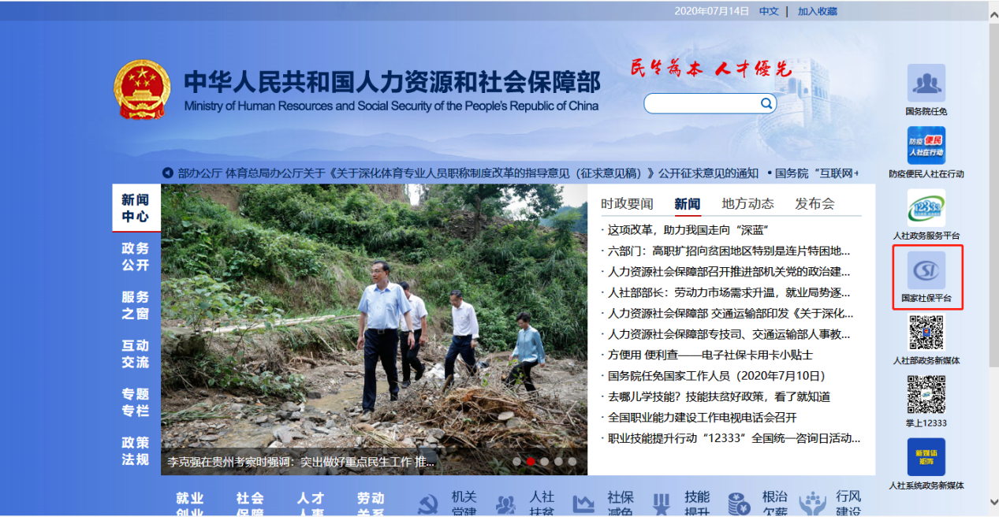 2020年07月14日 中文 | 加入收藏
中华人民共和国人力资源和社会保障部
Ministry of Human Resources and Social Security of the People's Republic of China
民生為本 人才優先
部办公厅 体育总局办公厅关于《关于深化体育专业人员职称制度改革的指导意见（征求意见稿）》公开征求意见的通知 •国务院“互联网+
新闻
中心
政务
公开
服务
之窗
互动
交流
专题
专栏
政策
法规
李克强在贵州考察时强调：突出做好重点民生工作 推...
时政要闻 新闻 地方动态 发布会
· 这项改革，助力我国走向“深蓝”
· 六部门：高职扩招向贫困地区特别是连片特困地...
· 人力资源社会保障部召开推进部机关党的政治建...
· 人社部部长：劳动力市场需求升温，就业局势逐...
· 人力资源社会保障部 交通运输部印发《关于深化...
· 人力资源社会保障部专技司、交通运输部人事教...
· 方便用 便利查——电子社保卡用卡小贴士
· 国务院任免国家工作人员（2020年7月10日）
· 去哪儿学技能？技能扶贫好政策，看了就知道
· 全国职业能力建设工作电视电话会召开
· 职业技能提升行动“12333”全国统一咨询日活动...
国务院任免
防疫 便民
人社在行动
防疫便民人社在行动
12333
人社政务服务平台
SI
国家社保平台
人社部政务新媒体
掌上12333
新媒体
矩阵
人社系统政务新媒体
就业 社会 人才 劳动 机关 人社 社保 技能 根治 行风
创业 保障 人事 关系 党建 扶贫 减免 提升 欠薪 建设